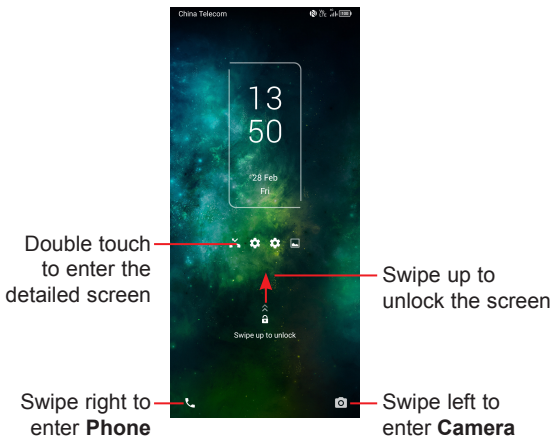 China Telecom
100
13
50
28 Feb
Fri.
Double touch
to enter the
detailed screen
Swipe up to
unlock the screen
Swipe up to unlock
Swipe right to
enter Phone
Swipe left to
enter Camera